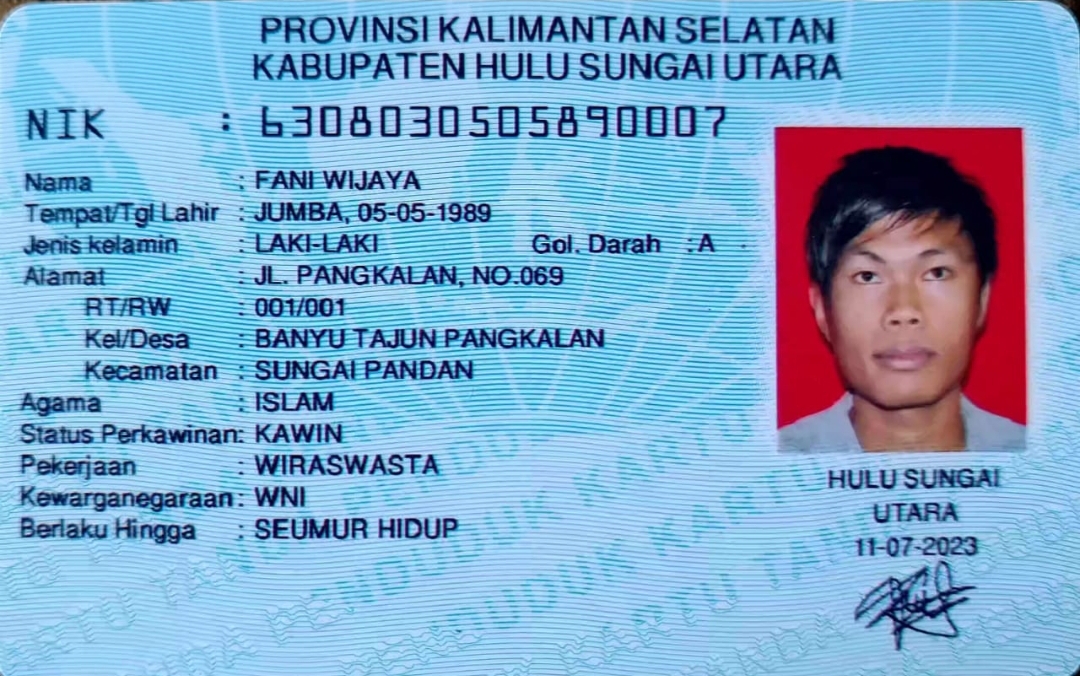 PROVINSI KALIMANTAN SELATAN
KABUPATEN HULU SUNGAI UTARA
NIK : 6308030505890007
Nama : FANI WIJAYA
Tempat/Tgl Lahir : JUMBA, 05-05-1989
Jenis kelamin : LAKI-LAKI Gol. Darah : A
Alamat : JL. PANGKALAN, NO.069
RT/RW : 001/001
Kel/Desa : BANYU TAJUN PANGKALAN
Kecamatan : SUNGAI PANDAN
Agama : ISLAM
Status Perkawinan: KAWIN
Pekerjaan : WIRASWASTA
Kewarganegaraan : WNI
Berlaku Hingga : SEUMUR HIDUP
HULU SUNGAI
UTARA
11-07-2023